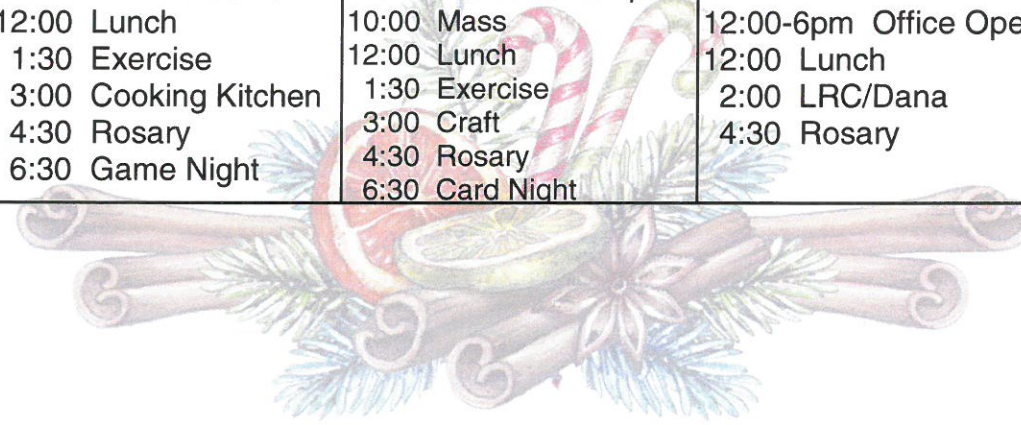 12:00 Lunch
1:30 Exercise
3:00 Cooking Kitchen
4:30 Rosary
6:30 Game Night
10:00 Mass
12:00 Lunch
1:30 Exercise
3:00 Craft
4:30 Rosary
6:30 Card Night
12:00-6pm Office Ope
12:00 Lunch
2:00 LRC/Dana
4:30 Rosary